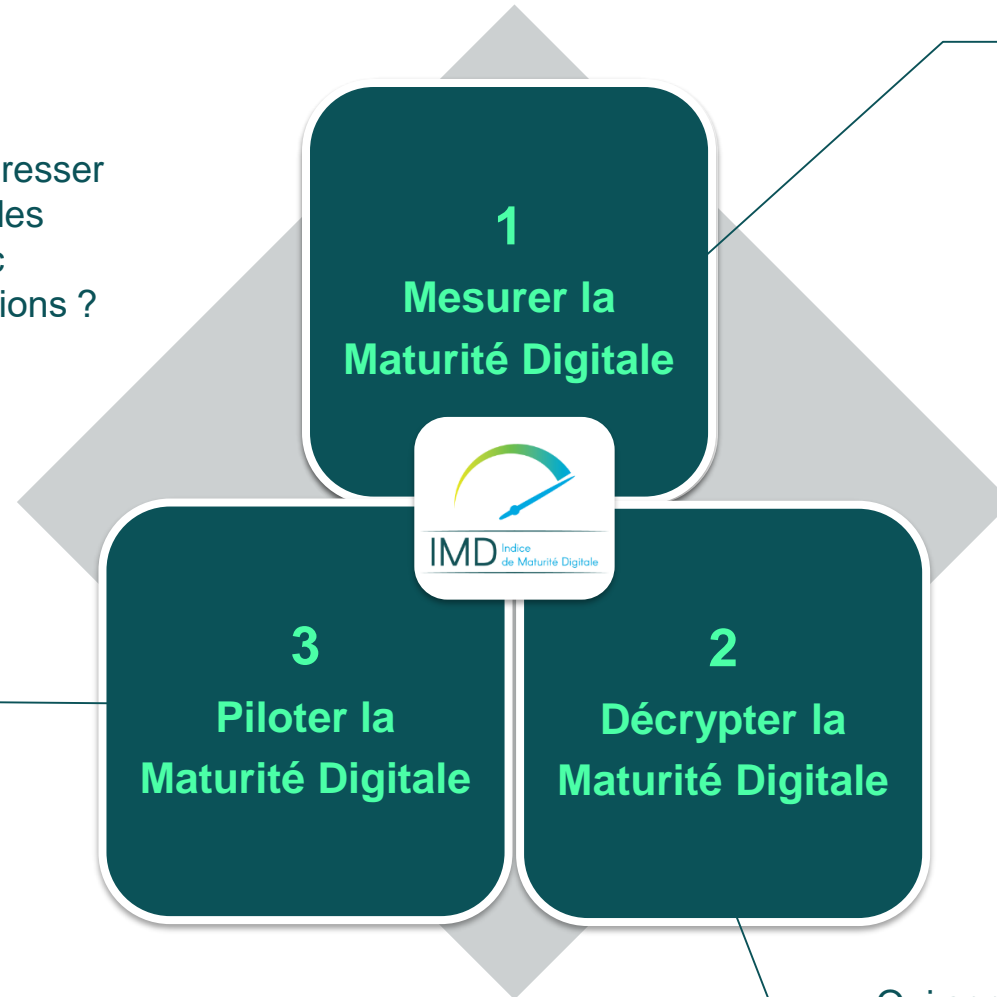 resser
des
ions ?
1
Mesurer la
Maturité Digitale
IMD Indice
de Maturité Digitale
3
Piloter la
Maturité Digitale
2
Décrypter la
Maturité Digitale